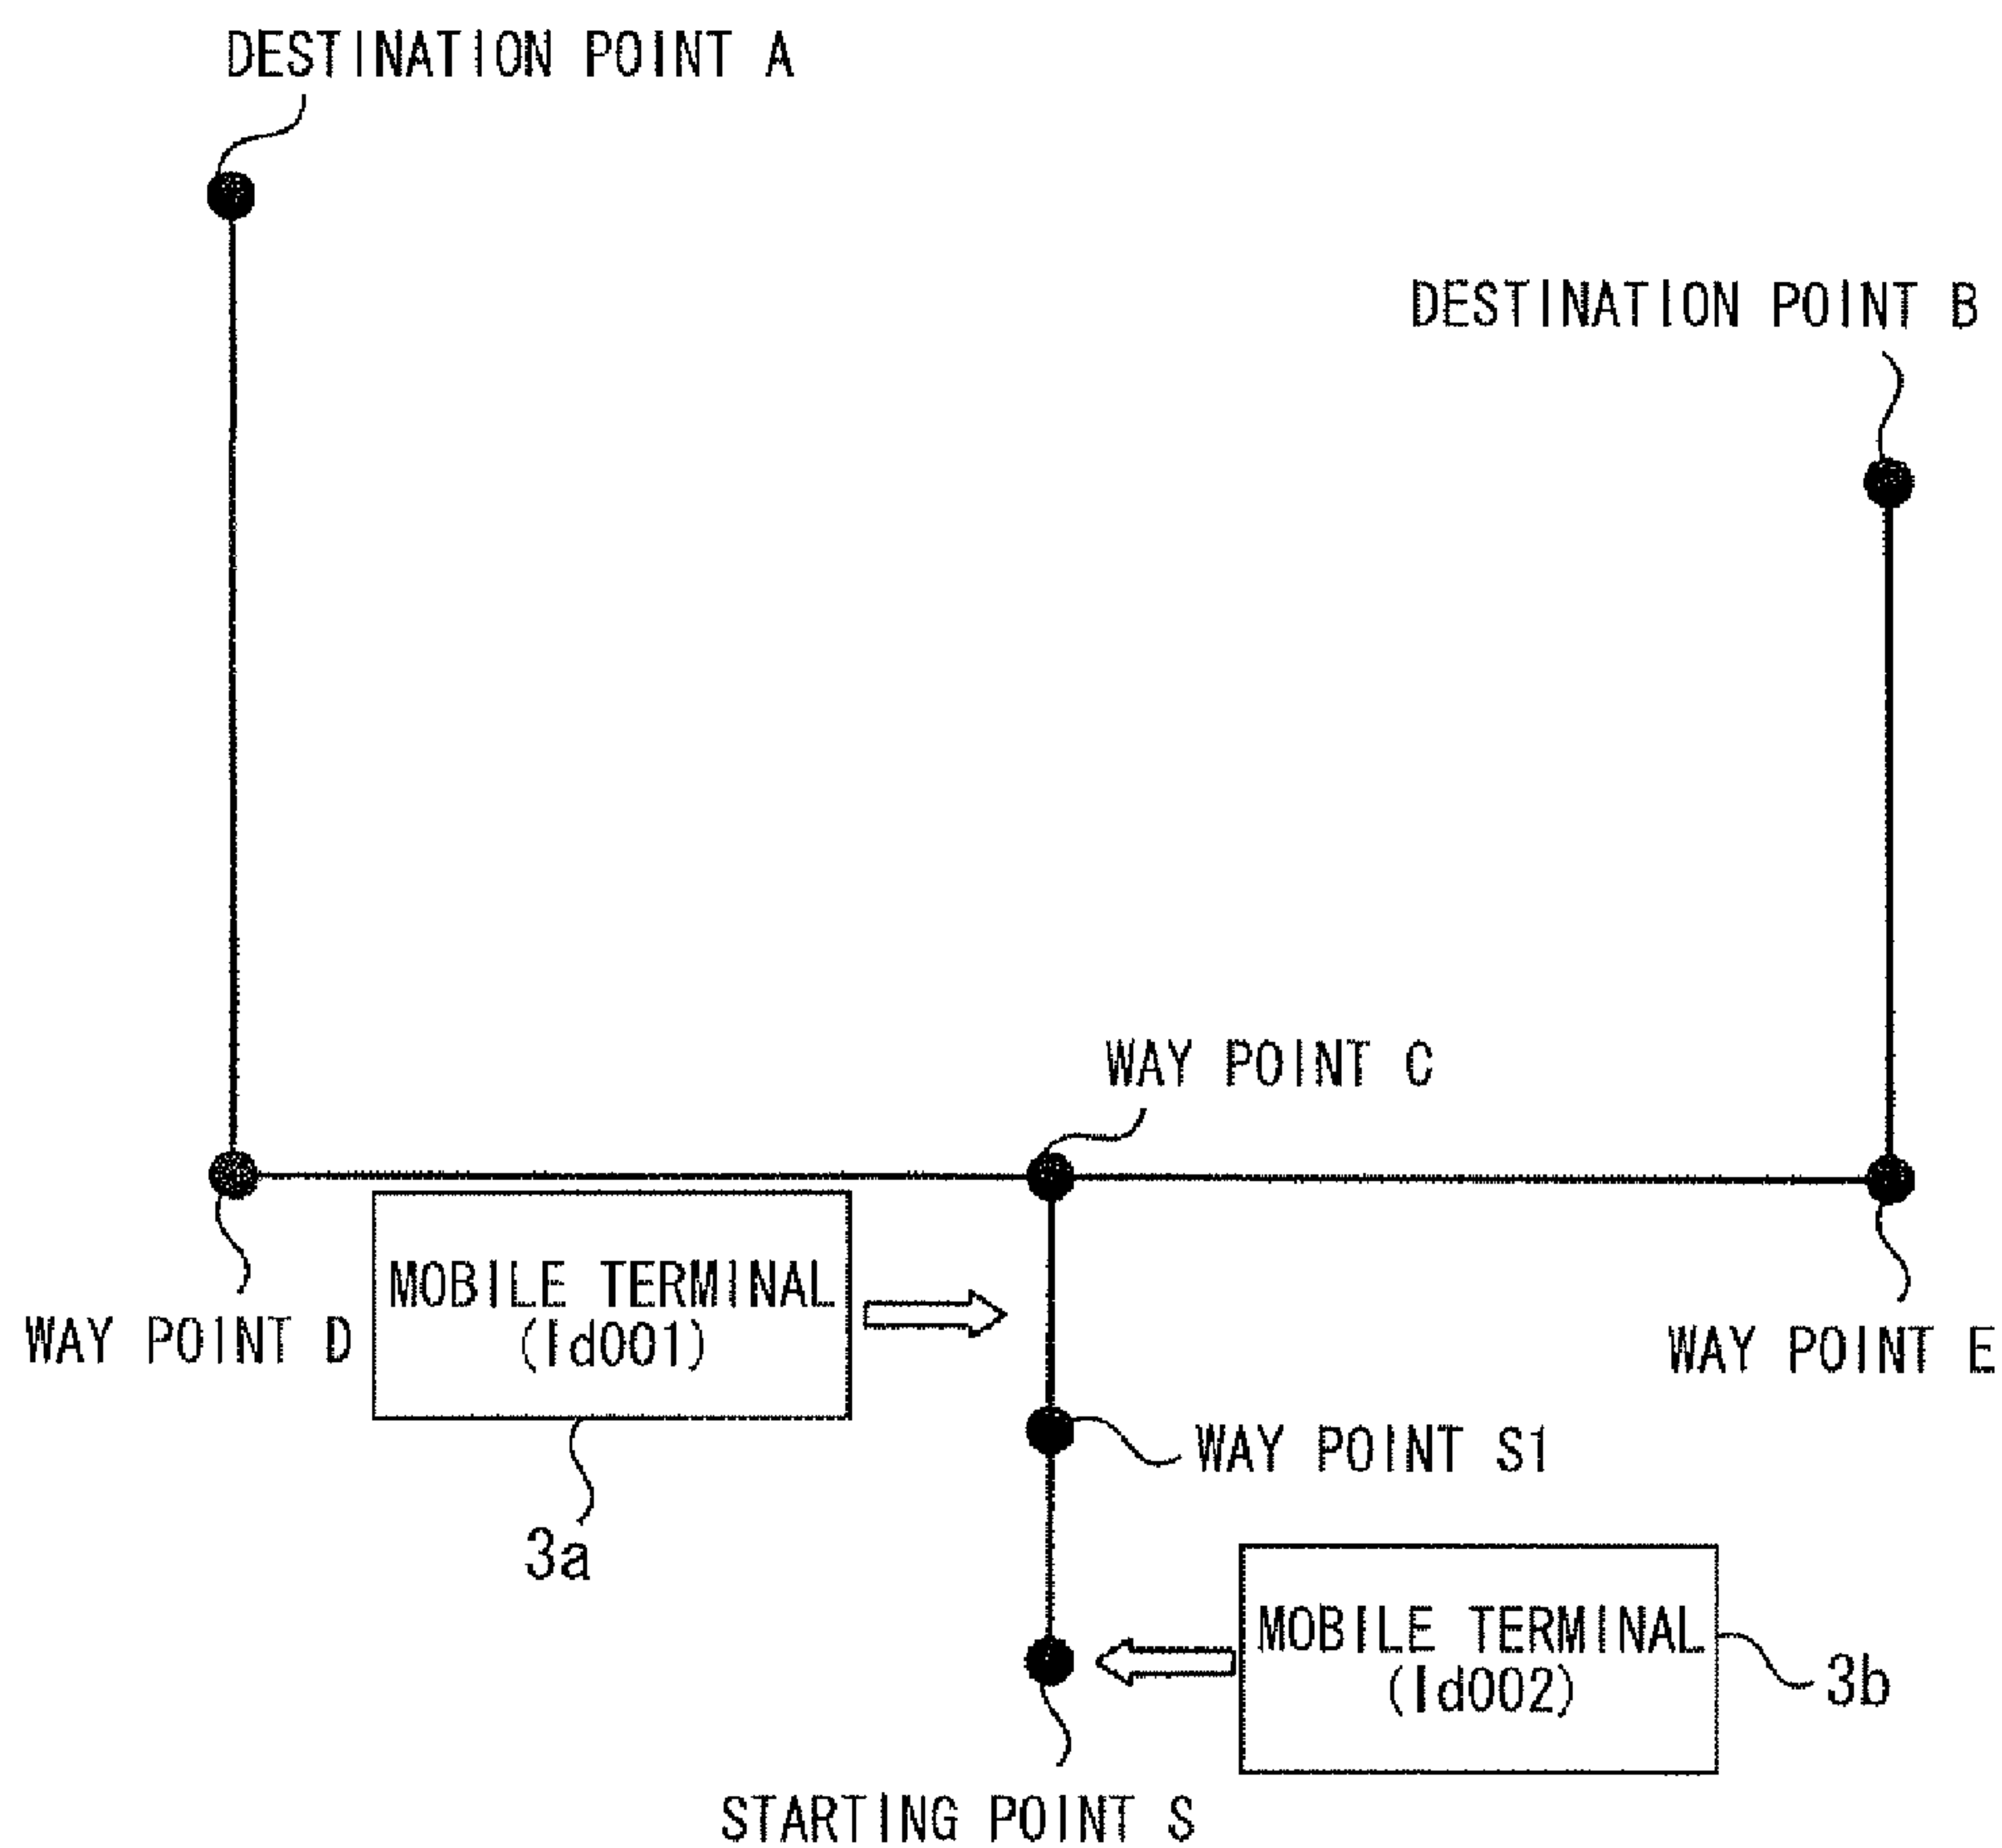 DESTINATION POINT A
DESTINATION POINT B
WAY POINT C
MOBILE TERMINAL
(Id001)
WAY POINT D
WAY POINT E
WAY POINT S1
3a
MOBILE TERMINAL
(Id002)
3b
STARTING POINT S